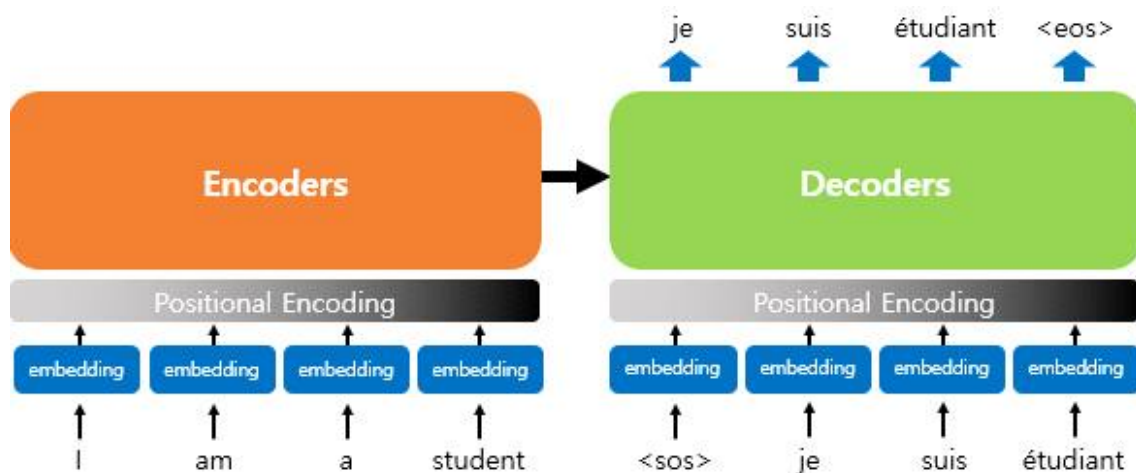 je suis étudiant <eos>
Encoders
Decoders
Positional Encoding
Positional Encoding
embedding embedding embedding embedding
embedding embedding embedding embedding
I am a student
<sos> je suis étudiant